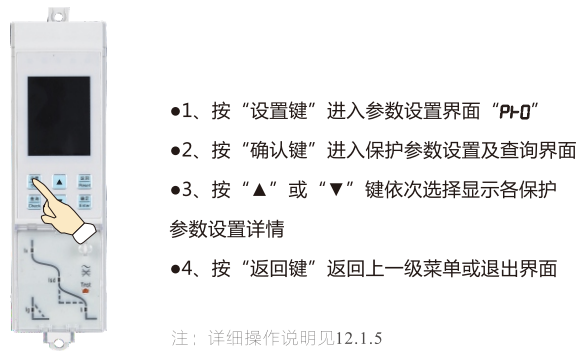 ●1、按“设置键”进入参数设置界面“PrO”
●2、按“确认键”进入保护参数设置及查询界面
●3、按“▲”或“▼”键依次选择显示各保护
参数设置详情
●4、按“返回键”返回上一级菜单或退出界面
注：详细操作说明见12.1.5
▲
Test